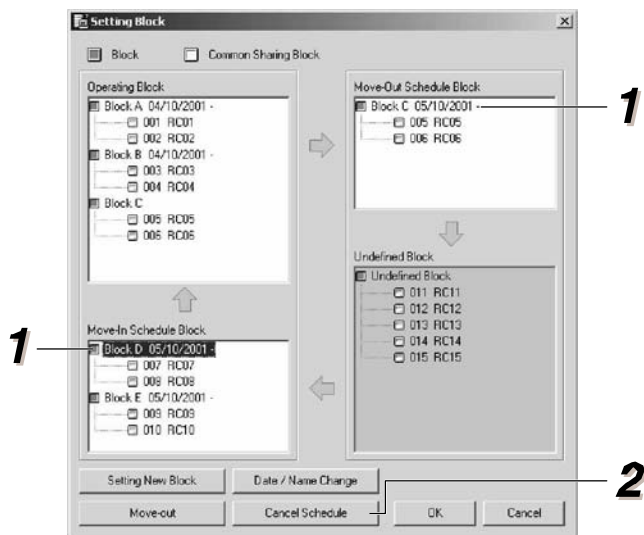 Setting Block
Block
Common Sharing Block
Operating Block
Block A 04/10/2001 -
001 RC01
002 RC02
Block B 04/10/2001 -
003 RC03
004 RC04
Block C
005 RC05
006 RC06
Move-Out Schedule Block
Block C 05/10/2001 -
005 RC05
006 RC06
1
Undefined Block
Undefined Block
011 RC11
012 RC12
013 RC13
014 RC14
015 RC15
Move-In Schedule Block
1
Block D 05/10/2001 -
007 RC07
008 RC08
Block E 05/10/2001 -
009 RC09
010 RC10
Setting New Block
Date / Name Change
2
Move-out
Cancel Schedule
OK
Cancel